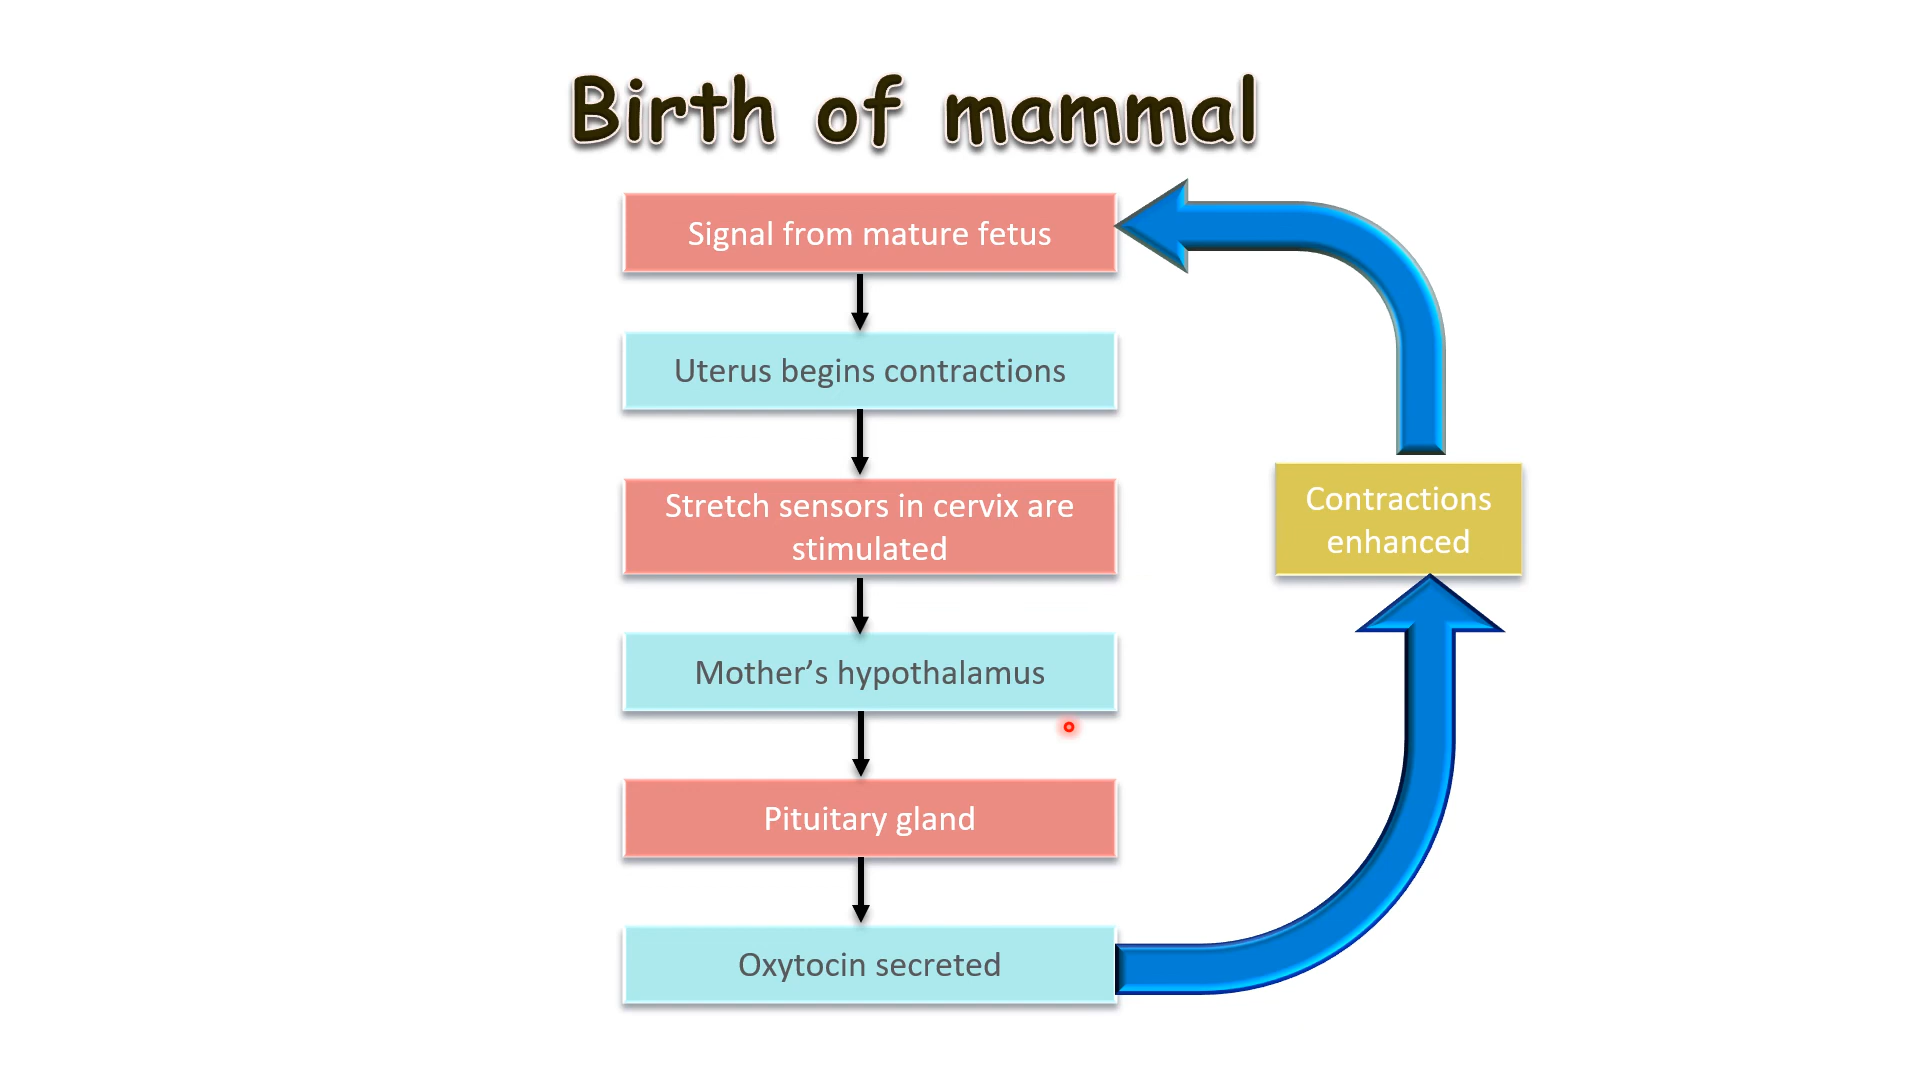 Birth of mammal
Signal from mature fetus
Uterus begins contractions
Stretch sensors in cervix are
stimulated
Mother’s hypothalamus
Pituitary gland
Oxytocin secreted
Contractions
enhanced